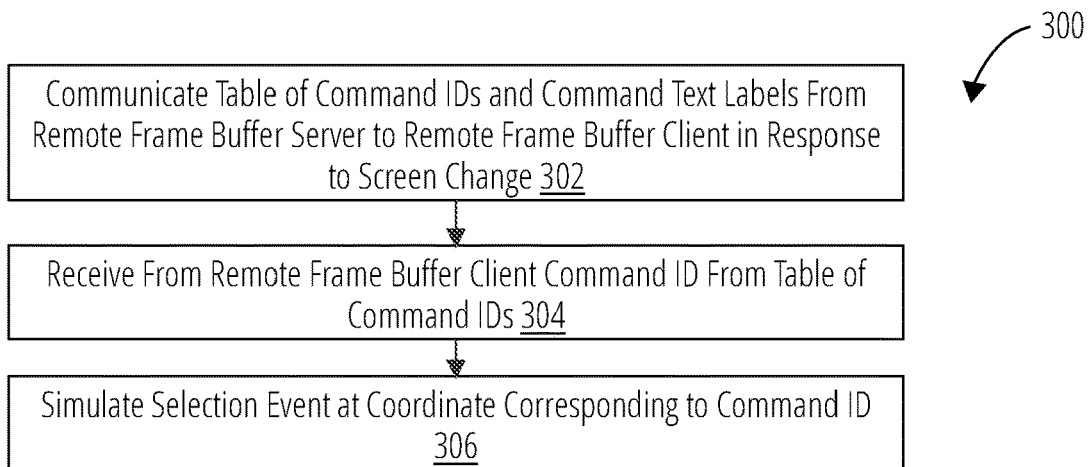 300
Communicate Table of Command IDs and Command Text Labels From
Remote Frame Buffer Server to Remote Frame Buffer Client in Response
to Screen Change 302
Receive From Remote Frame Buffer Client Command ID From Table of
Command IDs 304
Simulate Selection Event at Coordinate Corresponding to Command ID
306